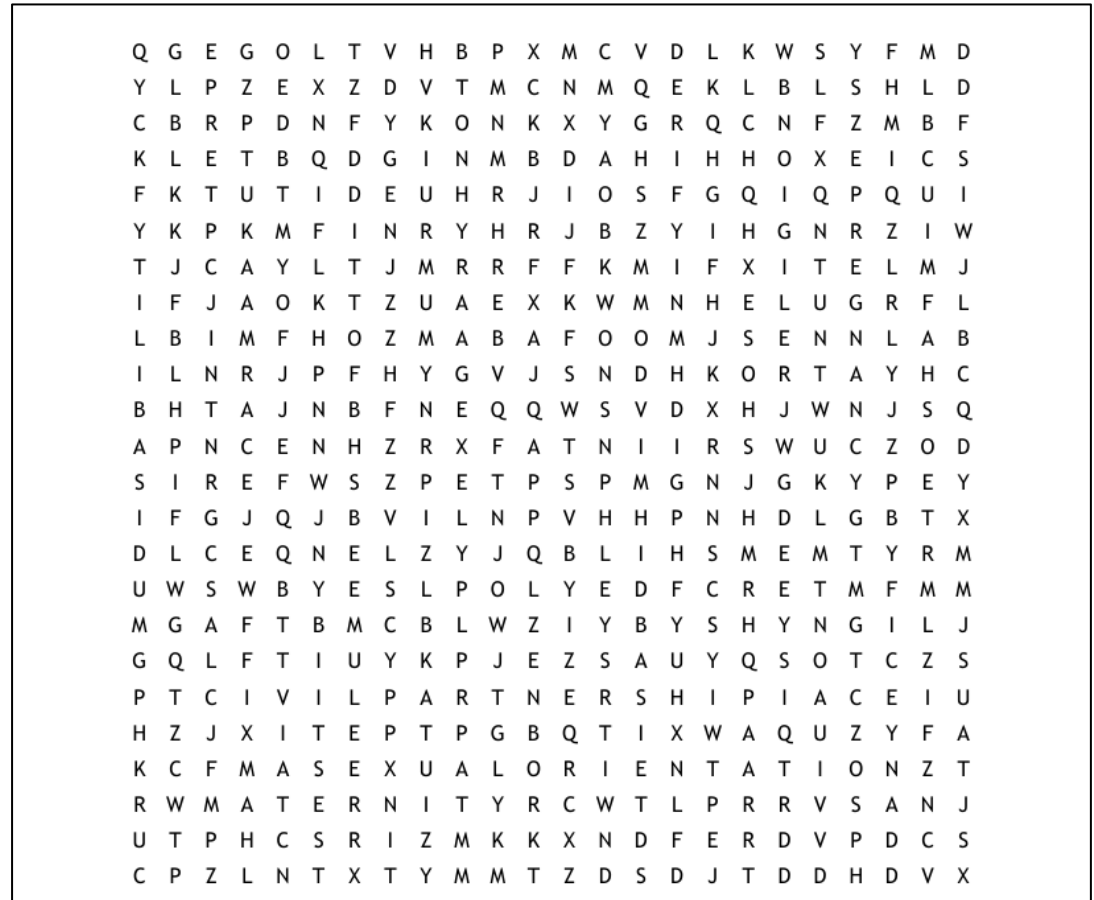 Q G E G O L T V H B P X M C V D L K W S Y F M D
Y L P Z E X Z D V T M C N M Q E K L B L S H L D
C B R P D N F Y K O N K X Y G R Q C N F Z M B F
K L E T B Q D G I N M B D A H I H H O X E I C S
F K T U T I D E U H R J I O S F G Q I Q P Q U I
Y K P K M F I N R Y H R J B Z Y I H G N R Z I W
T J C A Y L T J M R R F F K M I F X I T E L M J
I F J A O K T Z U A E X K W M N H E L U G R F L
L B I M F H O Z M A B A F O O M J S E N N L A B
I L N R J P F H Y G V J S N D H K O R T A Y H C
B H T A J N B F N E Q Q W S V D X H J W N J S Q
A P N C E N H Z R X F A T N I I R S W U C Z O D
S I R E F W S Z P E T P S P M G N J G K Y P E Y
I F G J Q J B V I L N P V H H P N H D L G B T X
D L C E Q N E L Z Y J Q B L I H S M E M T Y R M
U W S W B Y E S L P O L Y E D F C R E T M F M M
M G A F T B M C B L W Z I Y B Y S H Y N G I L J
G Q L F T I U Y K P J E Z S A U Y Q S O T C Z S
P T C I V I L P A R T N E R S H I P I A C E I U
H Z J X I T E P T P G B Q T I X W A Q U Z Y F A
K C F M A S E X U A L O R I E N T A T I O N Z T
R W M A T E R N I T Y R C W T L P R R V S A N J
U T P H C S R I Z M K K X N D F E R D V P D C S
C P Z L N T X T Y M M T Z D S D J T D D H D V X